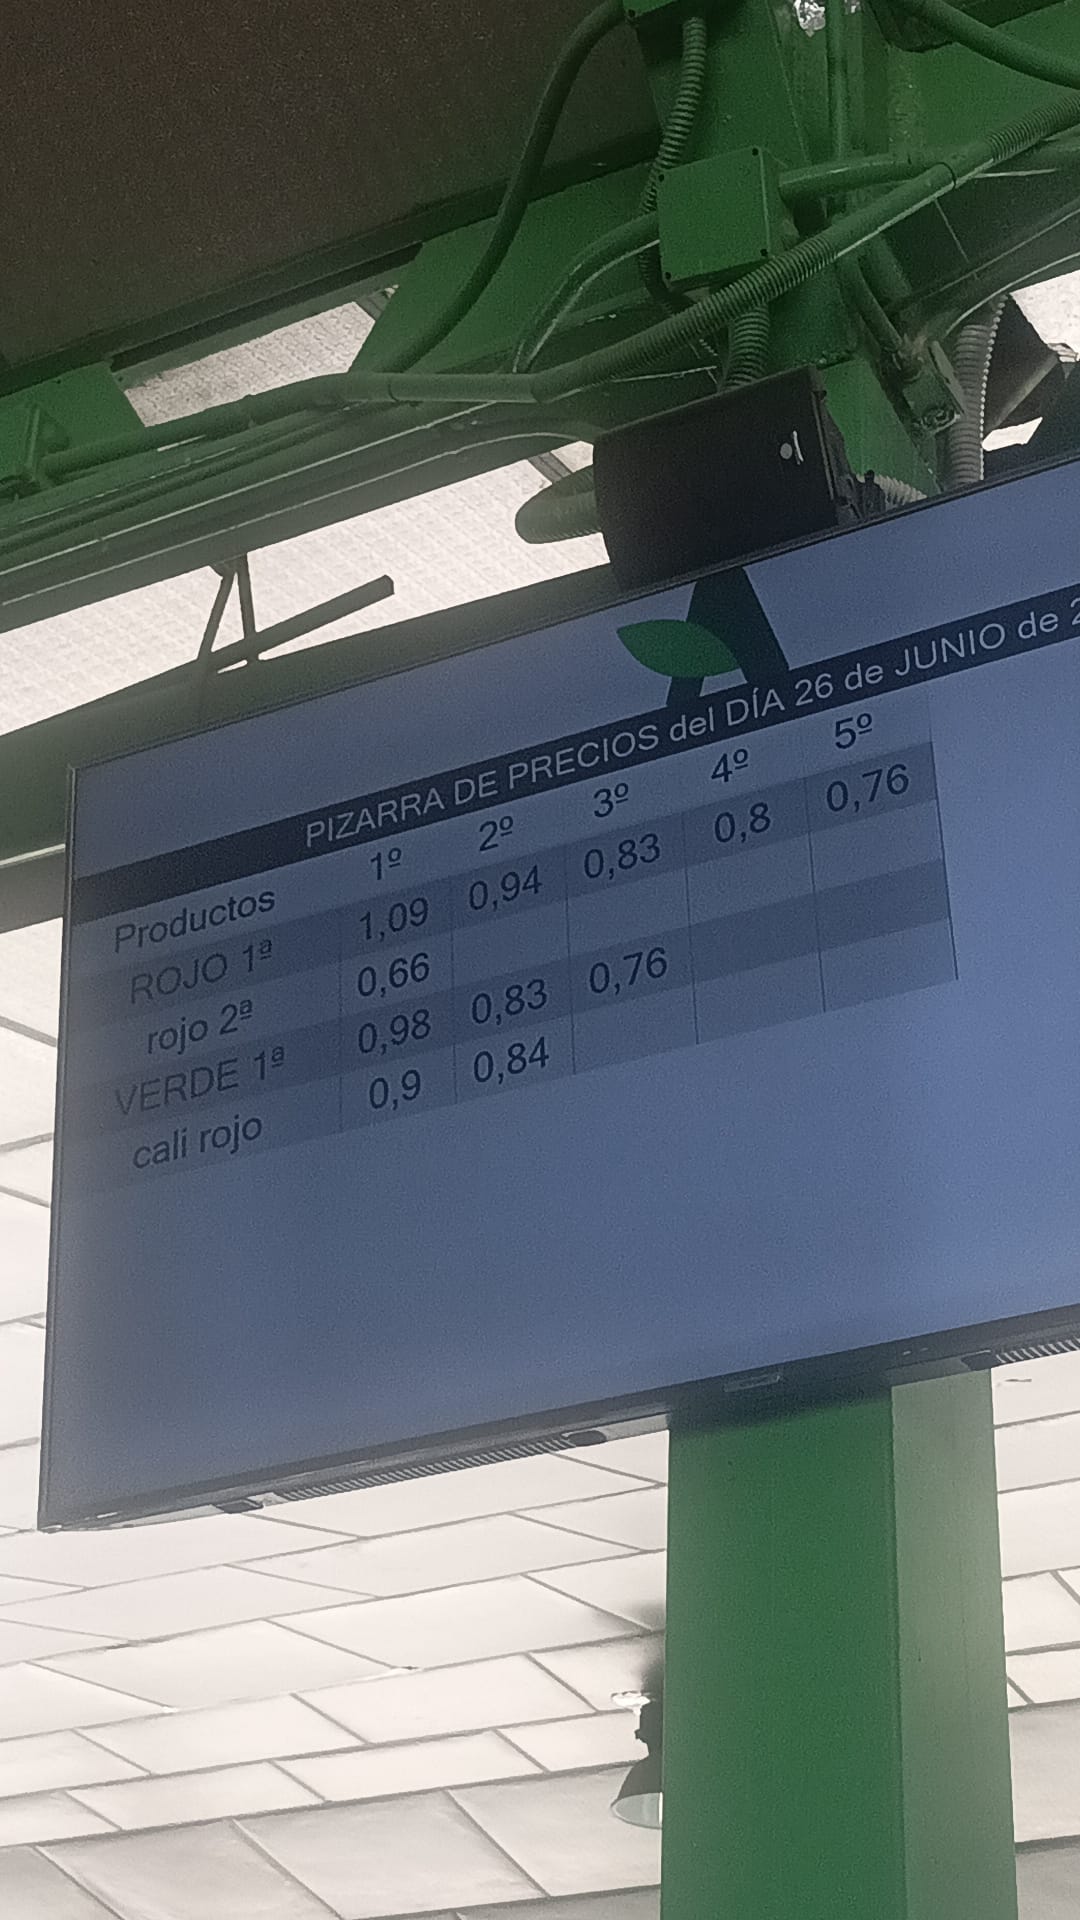 PIZARRA DE PRECIOS del DÍA 26 de JUNIO de
Productos 1º 2º 3º 4º 5º
ROJO 1ª 1,09 0,94 0,83 0,8 0,76
rojo 2ª 0,66
VERDE 1ª 0,98 0,83 0,76
cali rojo 0,9 0,84